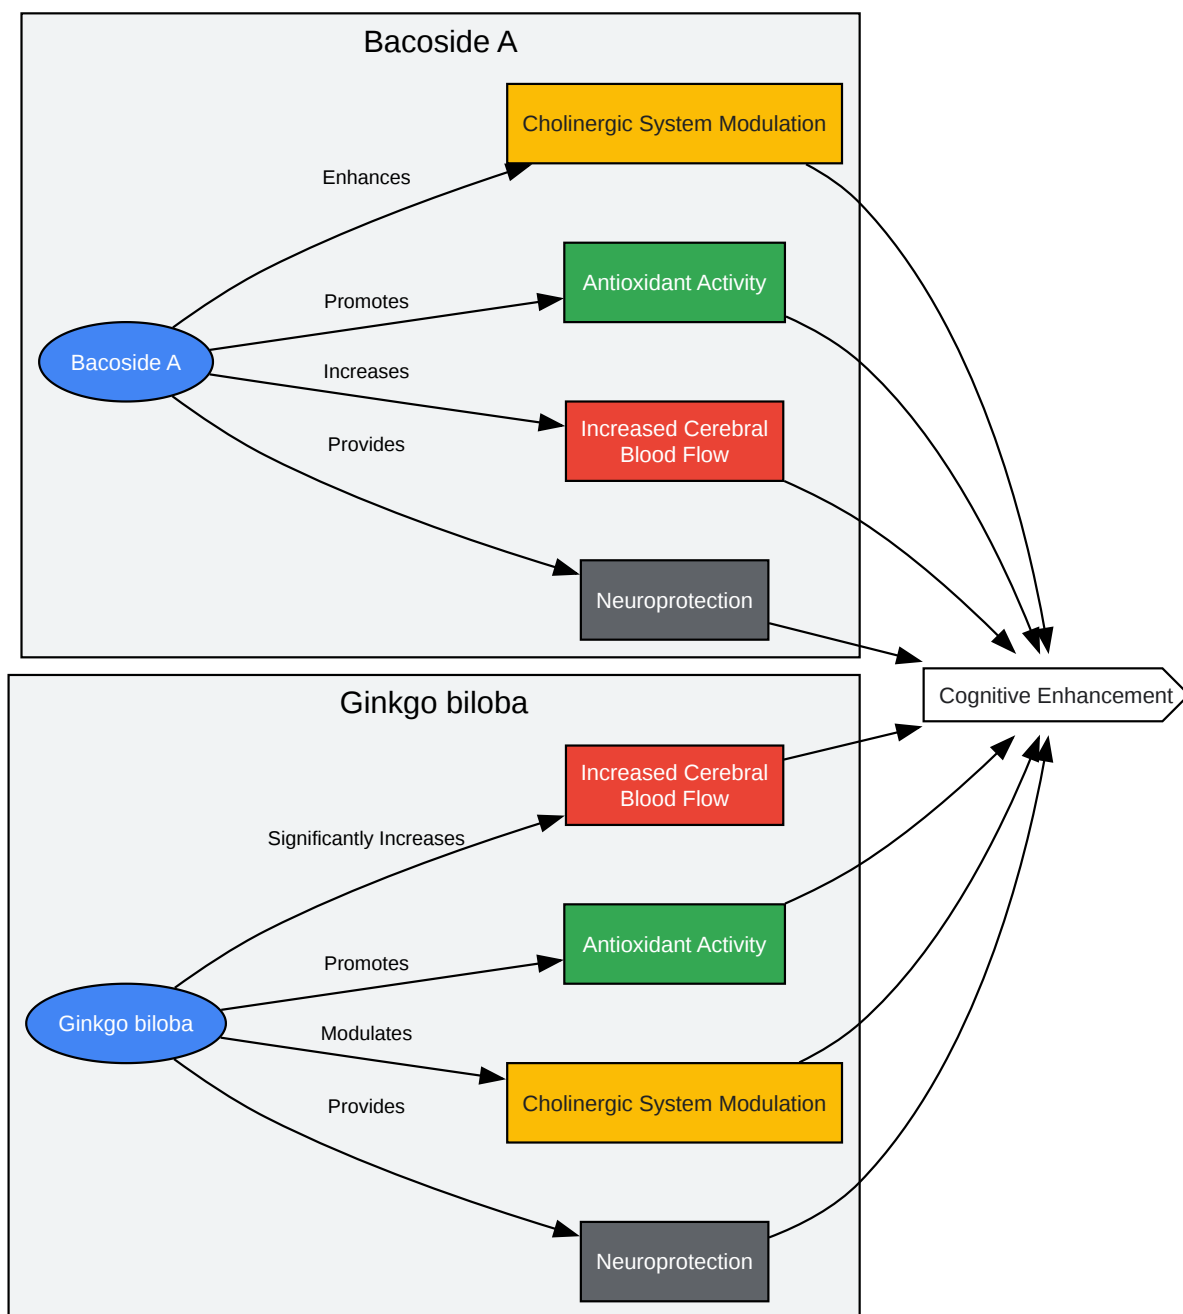 Bacoside A
Cholinergic System Modulation
Enhances
Antioxidant Activity
Promotes
Bacoside A
Increases
Increased Cerebral
Blood Flow
Provides
Neuroprotection
Cognitive Enhancement
Ginkgo biloba
Increased Cerebral
Blood Flow
Significantly Increases
Antioxidant Activity
Promotes
Ginkgo biloba
Modulates
Cholinergic System Modulation
Provides
Neuroprotection